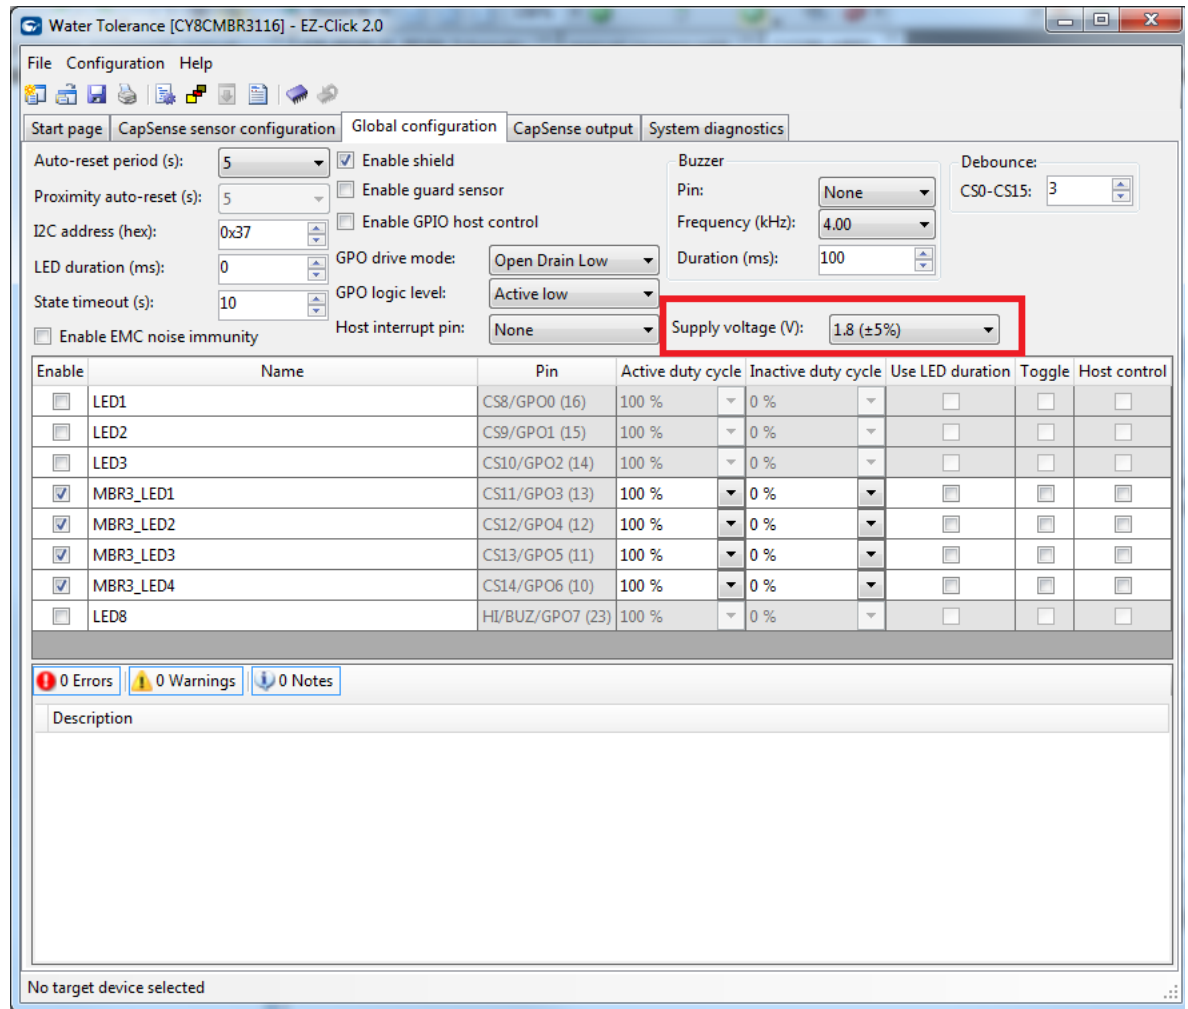 Water Tolerance [CY8CMBR3116] - EZ-Click 2.0
File Configuration Help
Start page CapSense sensor configuration Global configuration CapSense output System diagnostics
Auto-reset period (s): 5
Proximity auto-reset (s): 5
I2C address (hex): 0x37
LED duration (ms): 0
State timeout (s): 10
Enable EMC noise immunity
Enable shield
Enable guard sensor
Enable GPIO host control
GPO drive mode: Open Drain Low
GPO logic level: Active low
Host interrupt pin: None
Buzzer
Pin: None
Frequency (kHz): 4.00
Duration (ms): 100
Debounce:
CS0-CS15: 3
Supply voltage (V): 1.8 (±5%)
Enable Name Pin Active duty cycle Inactive duty cycle Use LED duration Toggle Host control
LED1 CS8/GPO0 (16) 100 % 0 %
LED2 CS9/GPO1 (15) 100 % 0 %
LED3 CS10/GPO2 (14) 100 % 0 %
MBR3_LED1 CS11/GPO3 (13) 100 % 0 %
MBR3_LED2 CS12/GPO4 (12) 100 % 0 %
MBR3_LED3 CS13/GPO5 (11) 100 % 0 %
MBR3_LED4 CS14/GPO6 (10) 100 % 0 %
LED8 HI/BUZ/GPO7 (23) 100 % 0 %
0 Errors 0 Warnings 0 Notes
Description
No target device selected